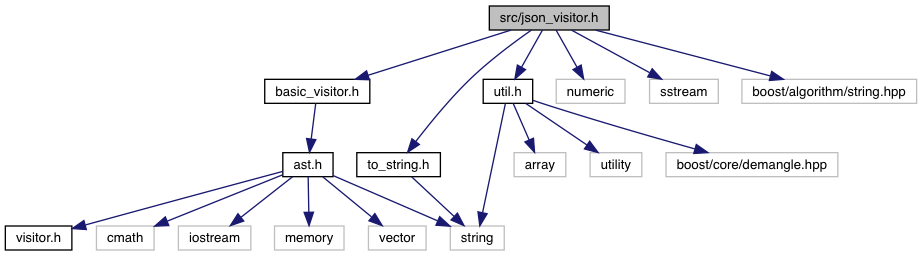 src/json_visitor.h
basic_visitor.h
util.h
numeric
sstream
boost/algorithm/string.hpp
ast.h
to_string.h
array
utility
boost/core/demangle.hpp
visitor.h
cmath
iostream
memory
vector
string